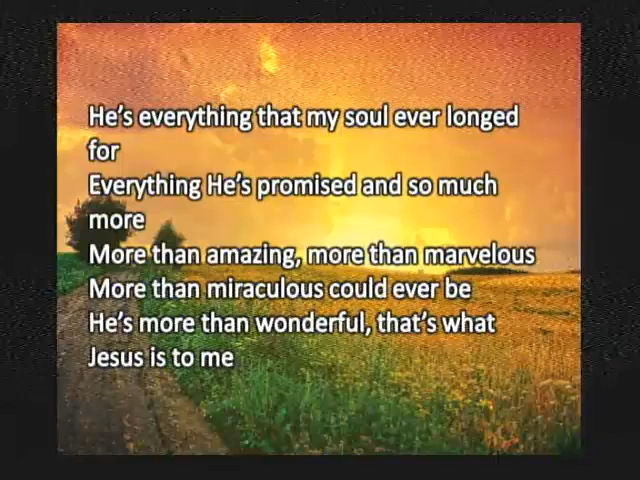 He's everything that my soul ever longed
for
Everything He's promised and so much
more
More than amazing, more than marvelous
More than miraculous could ever be
He's more than wonderful, that's what
Jesus is to me